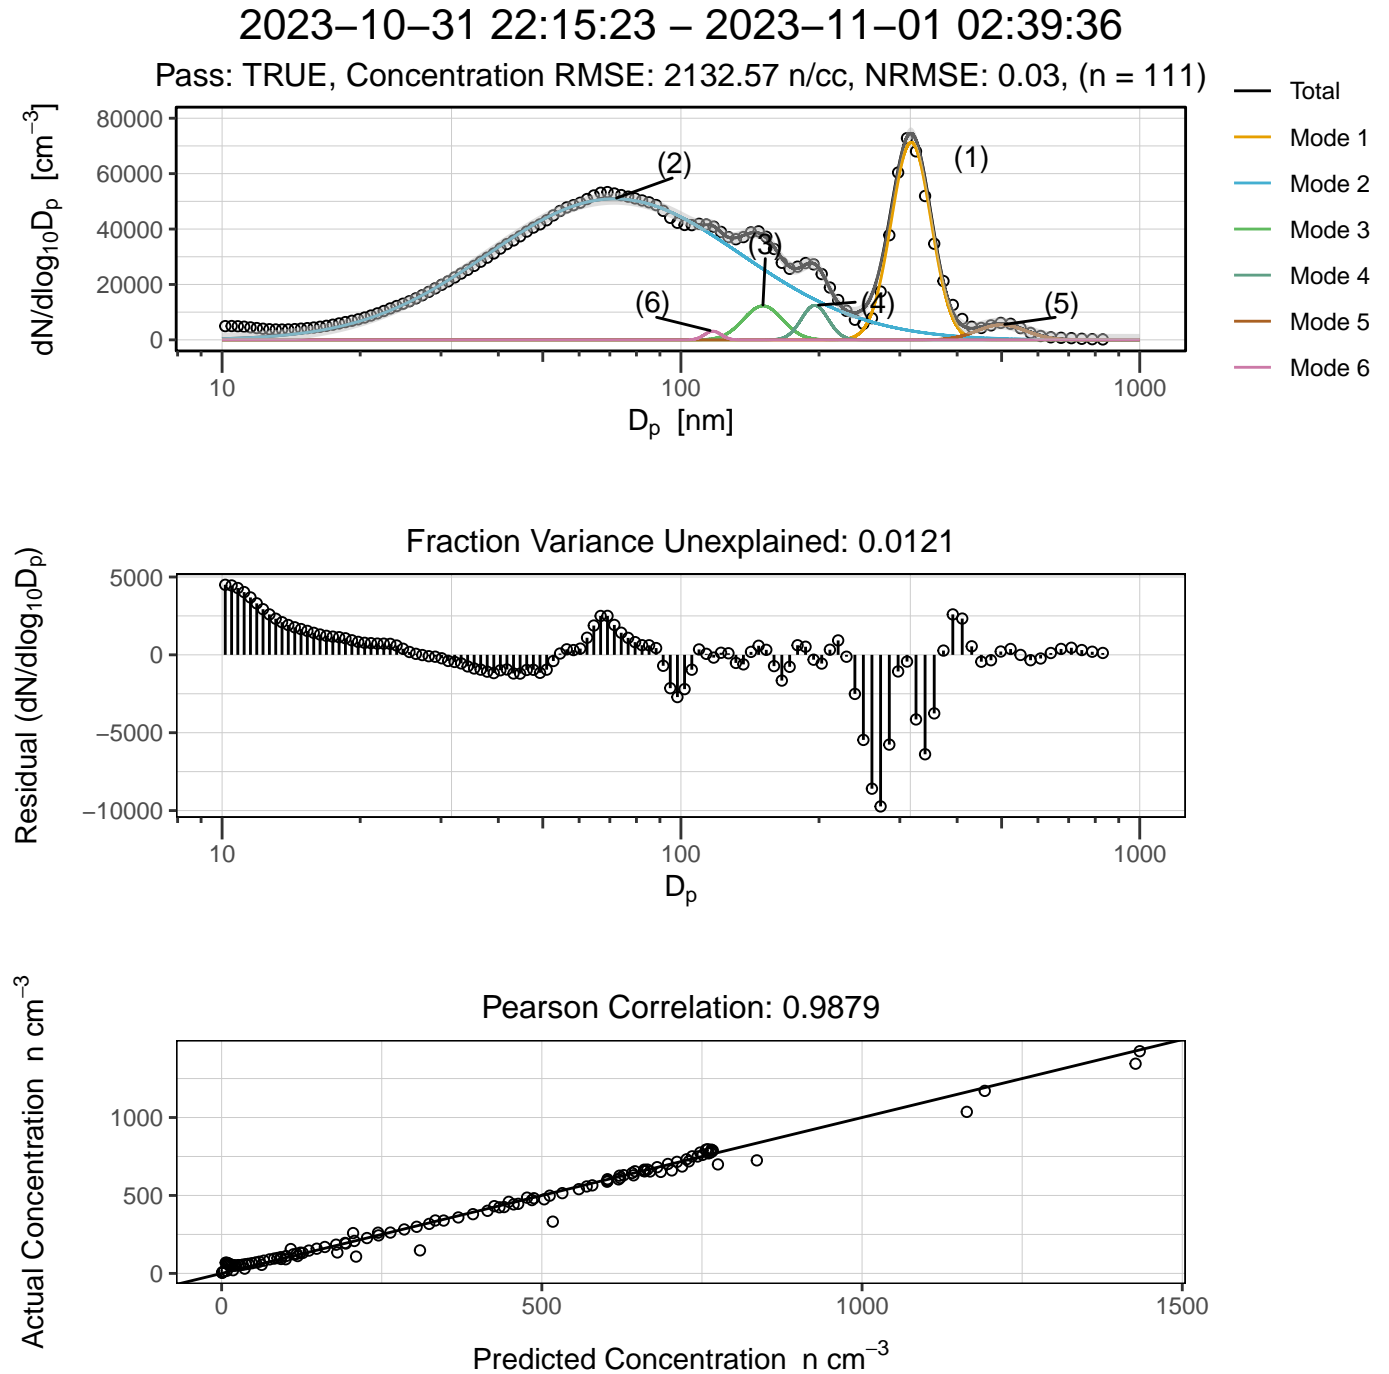 2023−10−31 22:15:23 − 2023−11−01 02:39:36
Pass: TRUE, Concentration RMSE: 2132.57 n/cc, NRMSE: 0.03, (n = 111)
dN/dlog₁₀Dₚ [cm⁻³]
80000
60000
40000
20000
0
(1)
(2)
(3)
(4)
(5)
(6)
10
100
1000
Dₚ [nm]
Total
Mode 1
Mode 2
Mode 3
Mode 4
Mode 5
Mode 6
Fraction Variance Unexplained: 0.0121
Residual (dN/dlog₁₀Dₚ)
5000
0
−5000
−10000
10
100
1000
Dₚ
Pearson Correlation: 0.9879
Actual Concentration n cm⁻³
1000
500
0
0
500
1000
1500
Predicted Concentration n cm⁻³